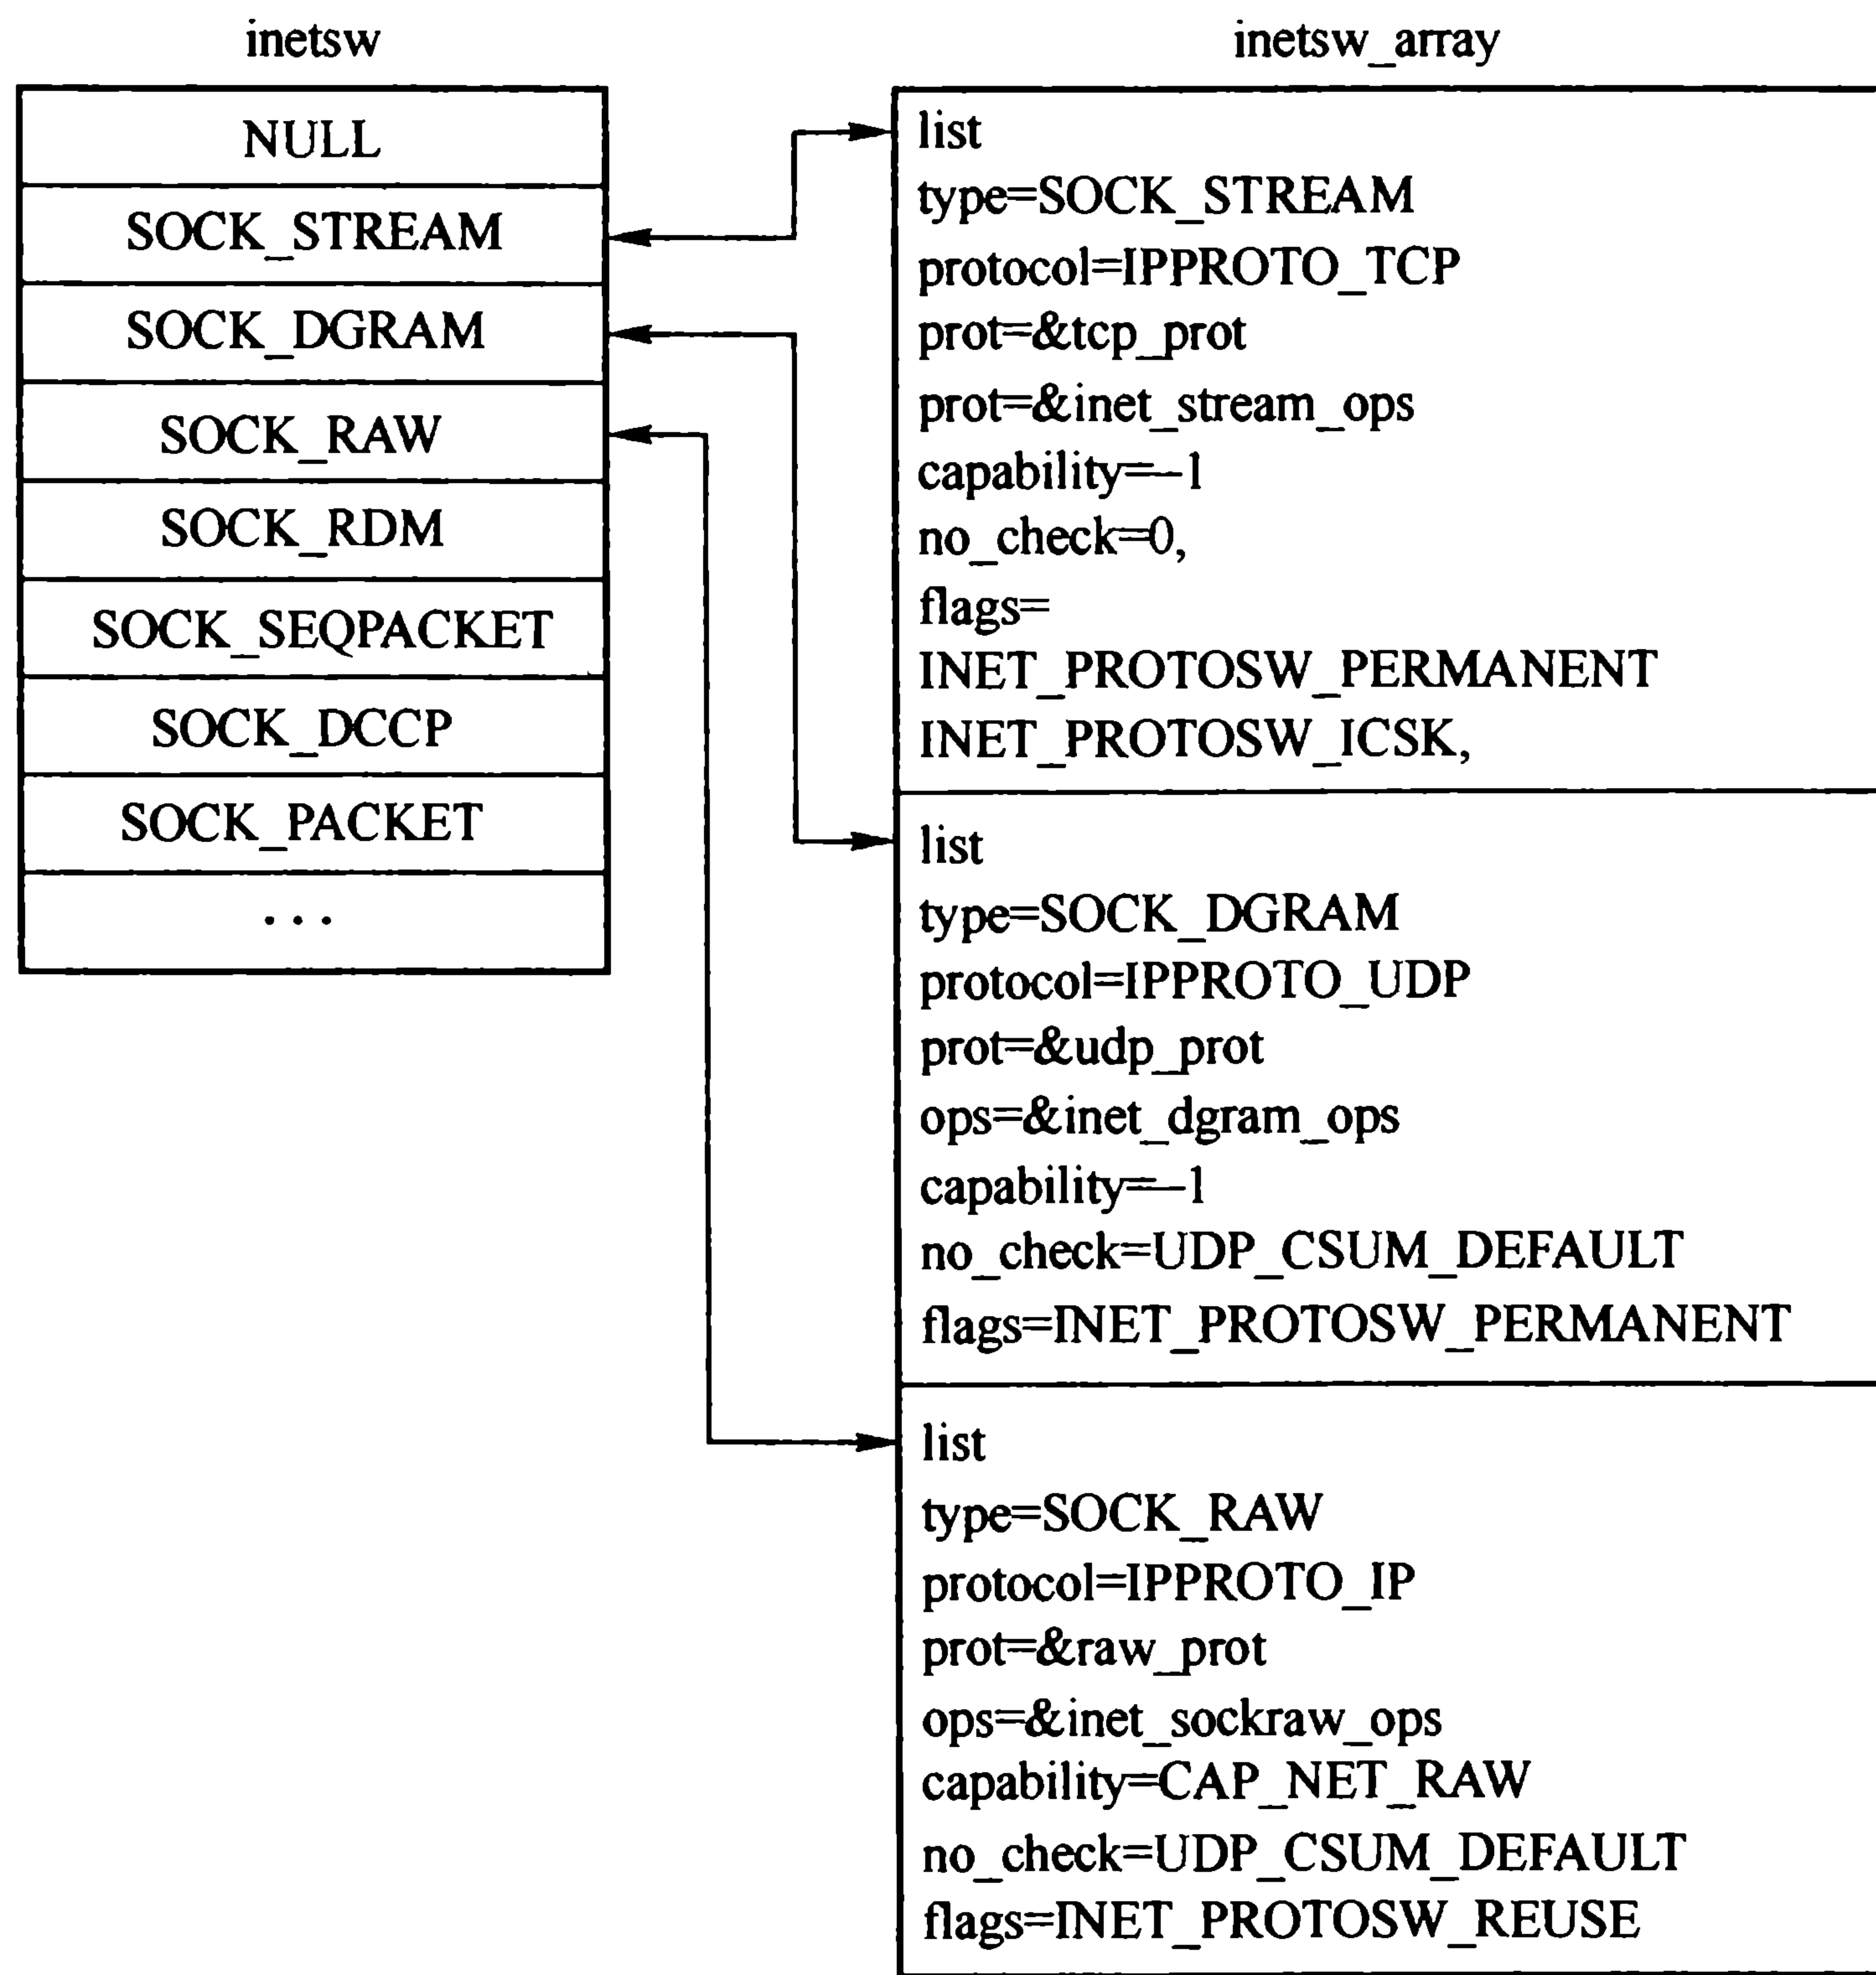 inetsw
NULL
SOCK_STREAM
SOCK_DGRAM
SOCK_RAW
SOCK_RDM
SOCK_SEQPACKET
SOCK_DCCP
SOCK_PACKET
...
inetsw_array
list
type=SOCK_STREAM
protocol=IPPROTO_TCP
prot=&tcp_prot
prot=&inet_stream_ops
capability=-1
no_check=0,
flags=
INET_PROTOSW_PERMANENT
INET_PROTOSW_ICSK,
list
type=SOCK_DGRAM
protocol=IPPROTO_UDP
prot=&udp_prot
ops=&inet_dgram_ops
capability=-1
no_check=UDP_CSUM_DEFAULT
flags=INET_PROTOSW_PERMANENT
list
type=SOCK_RAW
protocol=IPPROTO_IP
prot=&raw_prot
ops=&inet_sockraw_ops
capability=CAP_NET_RAW
no_check=UDP_CSUM_DEFAULT
flags=INET_PROTOSW_REUSE